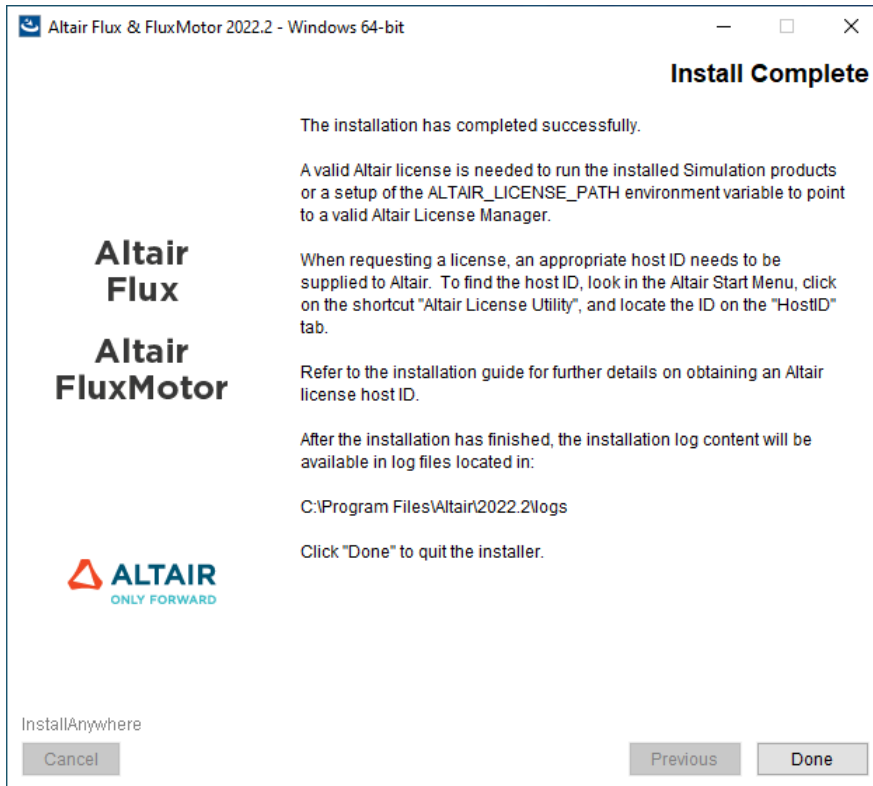 Altair Flux & FluxMotor 2022.2 - Windows 64-bit
Install Complete
The installation has completed successfully.
A valid Altair license is needed to run the installed Simulation products
or a setup of the ALTAIR_LICENSE_PATH environment variable to point
to a valid Altair License Manager.
When requesting a license, an appropriate host ID needs to be
supplied to Altair.  To find the host ID, look in the Altair Start Menu, click
on the shortcut "Altair License Utility", and locate the ID on the "HostID"
tab.
Refer to the installation guide for further details on obtaining an Altair
license host ID.
After the installation has finished, the installation log content will be
available in log files located in:
C:\Program Files\Altair\2022.2\logs
Click "Done" to quit the installer.
Altair
Flux
Altair
FluxMotor
ALTAIR
ONLY FORWARD
InstallAnywhere
Cancel
Previous
Done